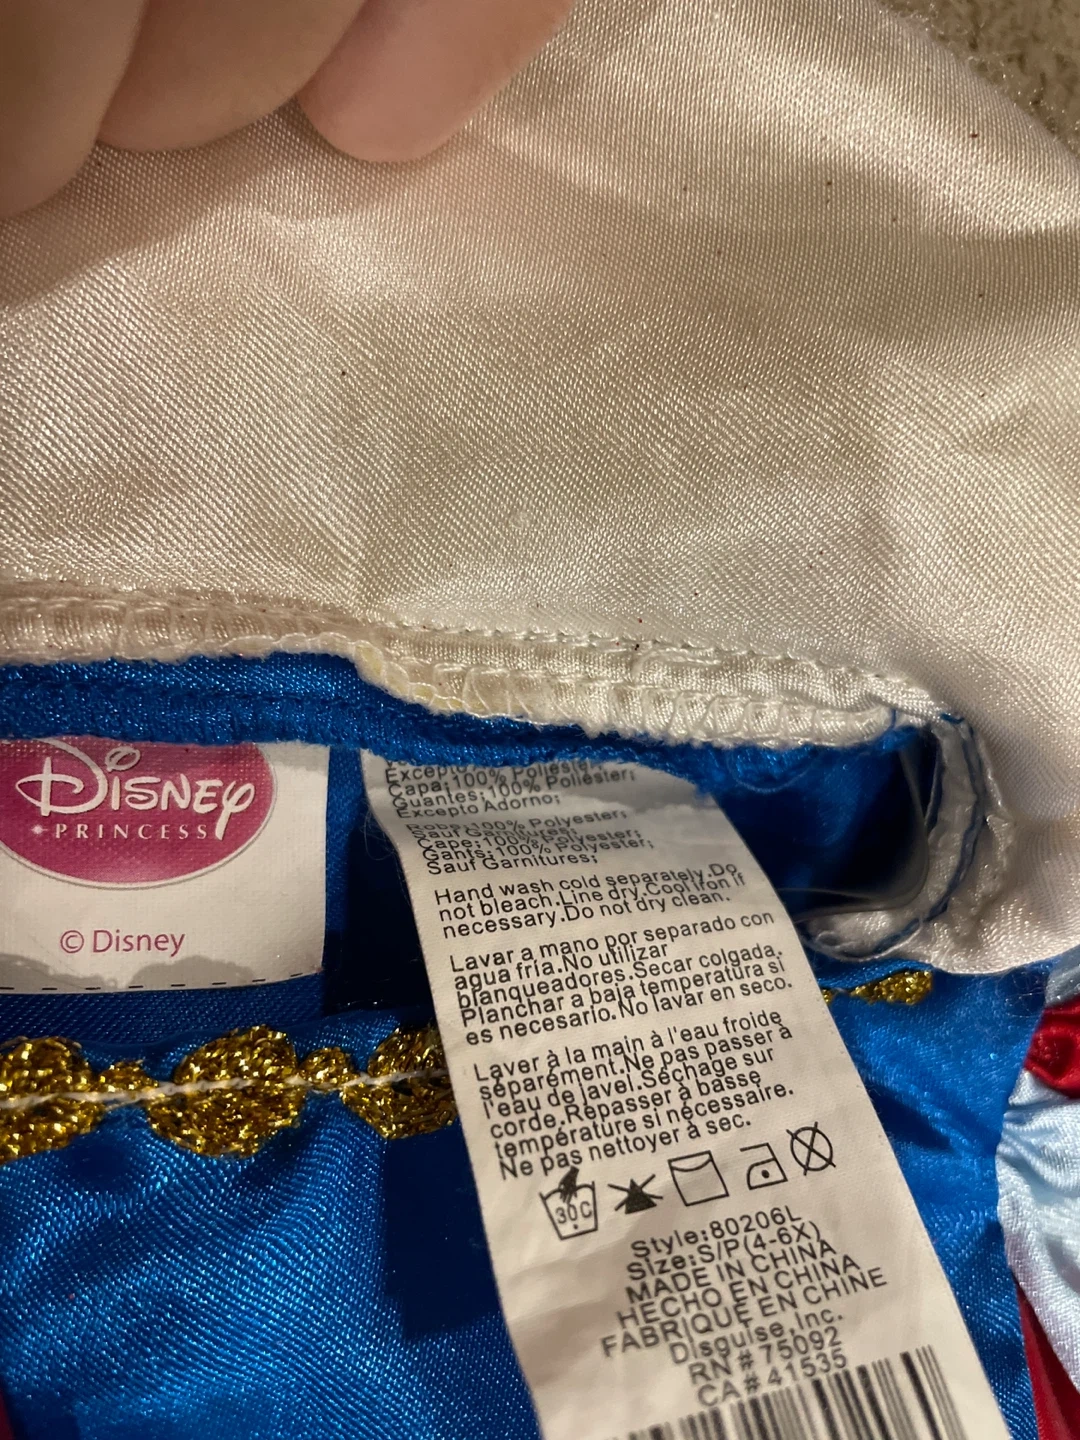 Disney
PRINCESS
© Disney
Capa:100% Poliéster;
Guantes:100% Poliéster;
Excepto Adorno;
100% Polyester;
Sauf Garnitures;
Cape:100% Polyester;
Gants:100% Polyester;
Sauf Garnitures;
Hand wash cold separately.Do
not bleach.Line dry.Cool Iron if
necessary.Do not dry clean.
Lavar a mano por separado con
agua fría.No utilizar
blanqueadores.Secar colgada.
Planchar a baja temperatura si
es necesario.No lavar en seco.
Laver à la main à l'eau froide
séparément.Ne pas passer à
l'eau de javel.Séchage sur
corde.Repasser à basse
température si nécessaire.
Ne pas nettoyer à sec.
30C
Style:80206L
Size:S/P(4-6X)
MADE IN CHINA
HECHO EN CHINA
FABRIQUÉ EN CHINE
Disguise,Inc.
RN # 75092
CA # 41535